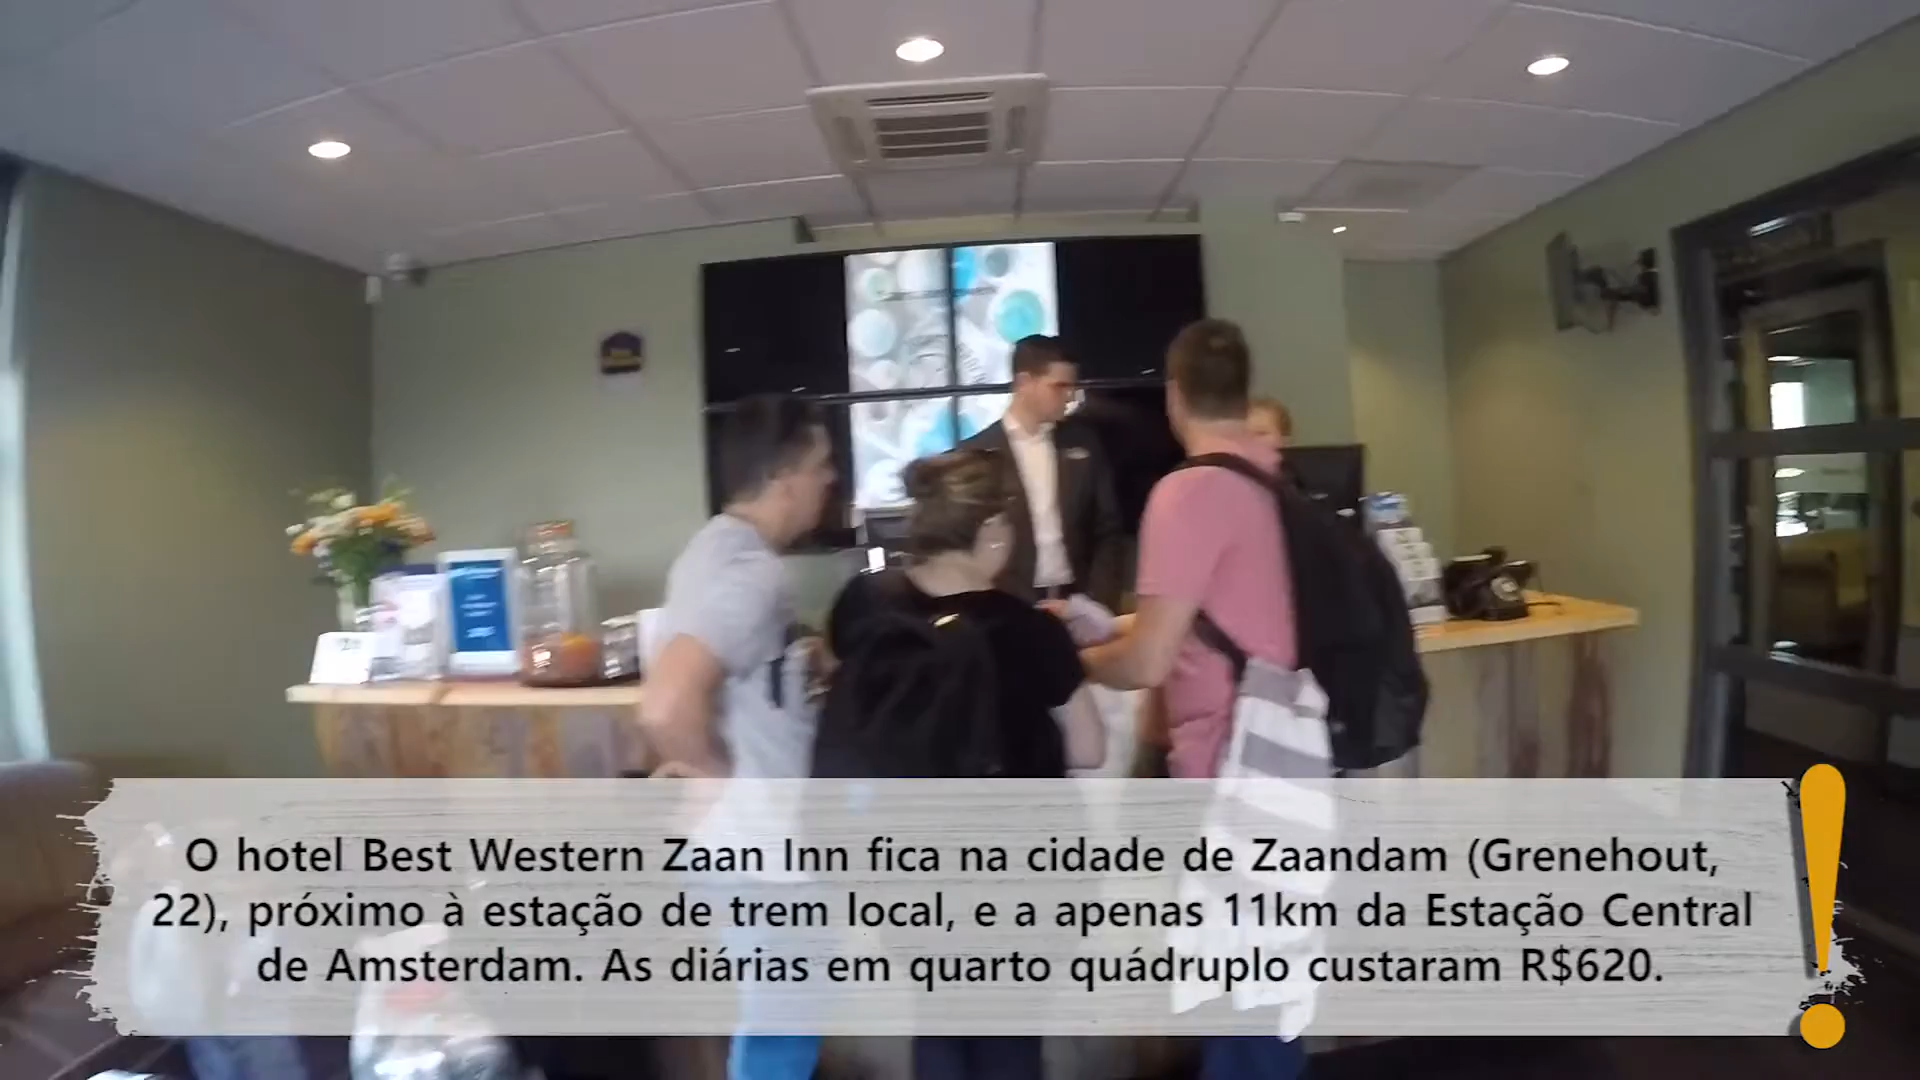 O hotel Best Western Zaan Inn fica na cidade de Zaandam (Grenehout,
22), próximo à estação de trem local, e a apenas 11km da Estação Central
de Amsterdam. As diárias em quarto quádruplo custaram R$620.